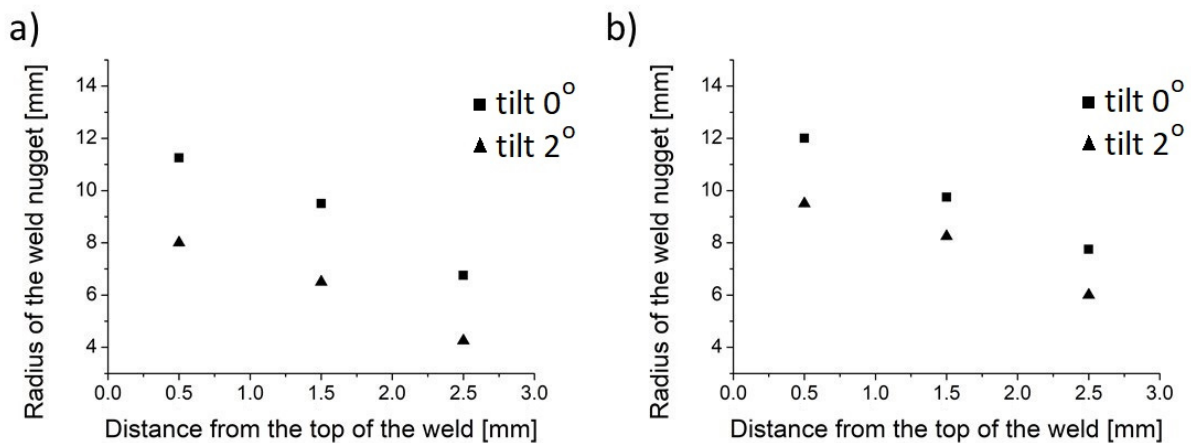 a)
Radius of the weld nugget [mm]
14
12
10
8
6
4
0.0 0.5 1.0 1.5 2.0 2.5 3.0
Distance from the top of the weld [mm]
tilt 0°
tilt 2°
b)
Radius of the weld nugget [mm]
14
12
10
8
6
4
0.0 0.5 1.0 1.5 2.0 2.5 3.0
Distance from the top of the weld [mm]
tilt 0°
tilt 2°